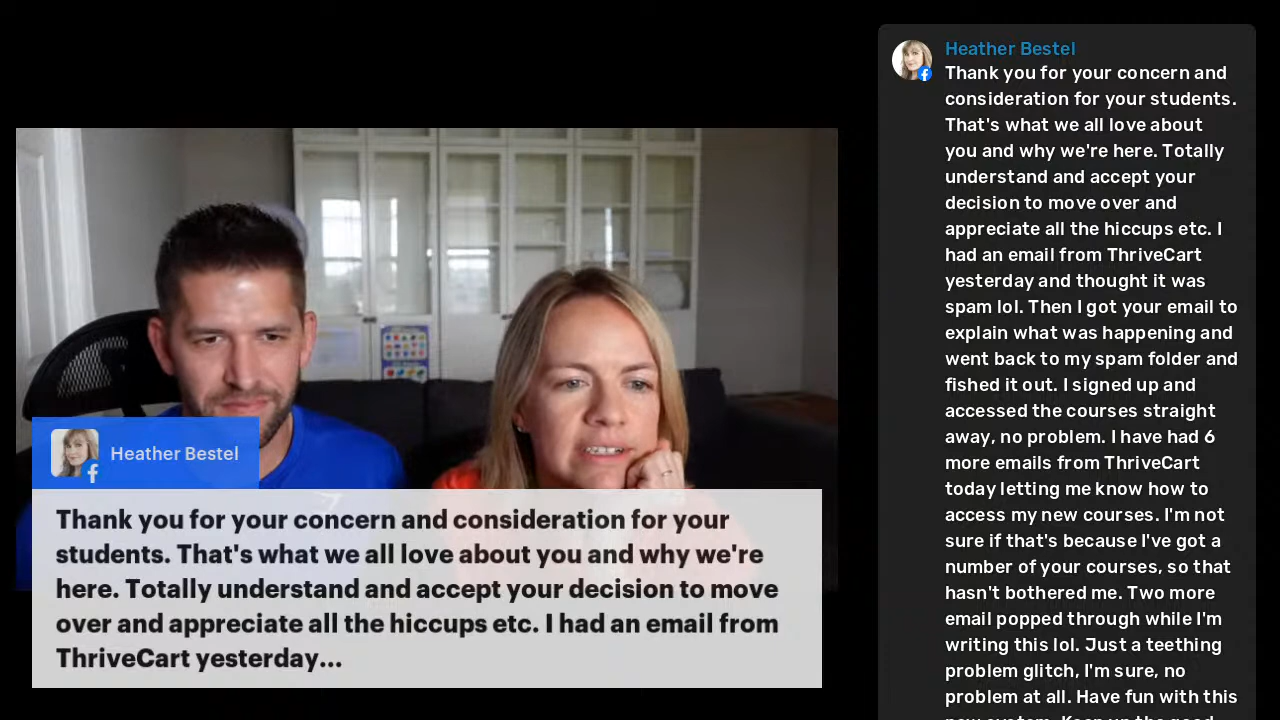 Heather Bestel
Thank you for your concern and consideration for your
students. That's what we all love about you and why we're
here. Totally understand and accept your decision to move
over and appreciate all the hiccups etc. I had an email from
ThriveCart yesterday...
Heather Bestel
Thank you for your concern and
consideration for your students.
That's what we all love about
you and why we're here. Totally
understand and accept your
decision to move over and
appreciate all the hiccups etc. I
had an email from ThriveCart
yesterday and thought it was
spam lol. Then I got your email to
explain what was happening and
went back to my spam folder and
fished it out. I signed up and
accessed the courses straight
away, no problem. I have had 6
more emails from ThriveCart
today letting me know how to
access my new courses. I'm not
sure if that's because I've got a
number of your courses, so that
hasn't bothered me. Two more
email popped through while I'm
writing this lol. Just a teething
problem glitch, I'm sure, no
problem at all. Have fun with this